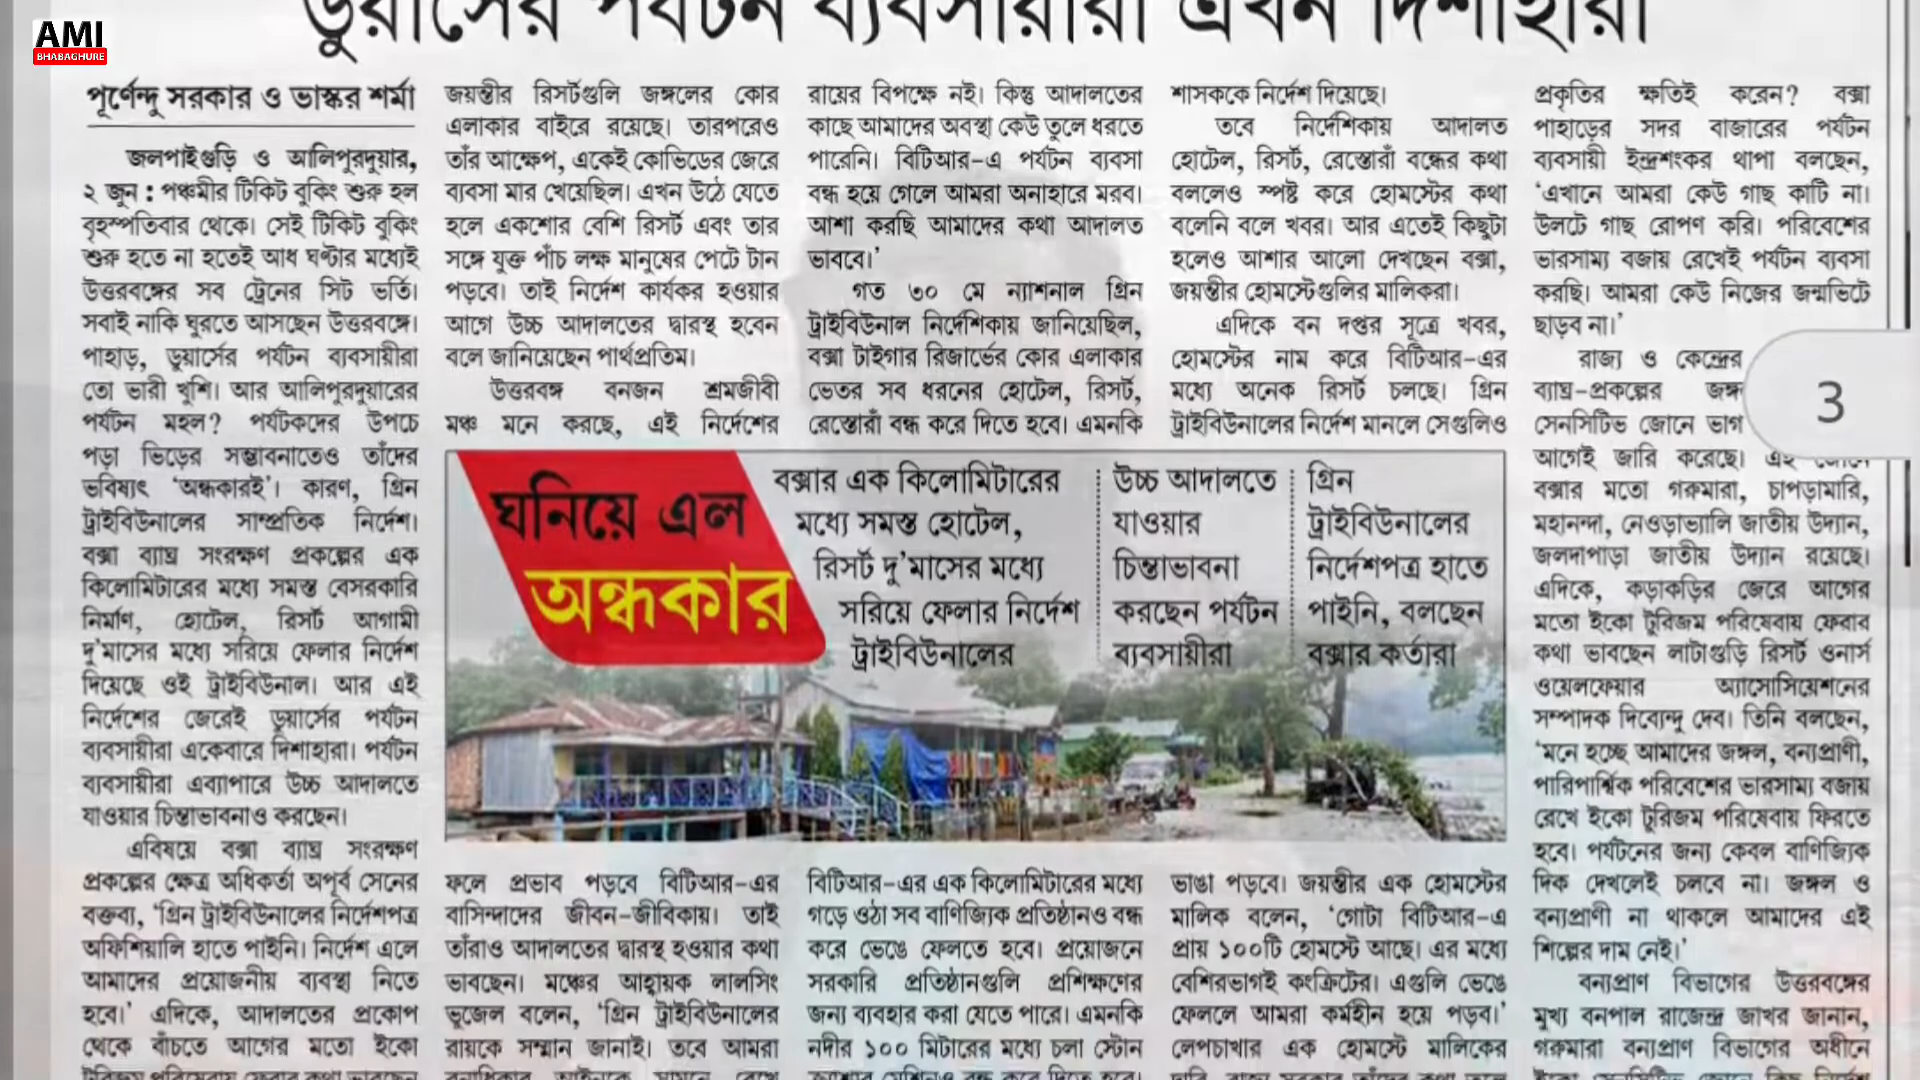 AMI
BHABAGHURE
ডুয়ার্সের পর্যটন ব্যবসায়ীরা এখন দিশাহারা
পূর্ণেন্দু সরকার ও ভাস্কর শর্মা
জলপাইগুড়ি ও আলিপুরদুয়ার,
২ জুন : পঞ্চমীর টিকিট বুকিং শুরু হল
বৃহস্পতিবার থেকে। সেই টিকিট বুকিং
শুরু হতে না হতেই আধ ঘণ্টার মধ্যেই
উত্তরবঙ্গের সব ট্রেনের সিট ভর্তি।
সবাই নাকি ঘুরতে আসছেন উত্তরবঙ্গে।
পাহাড়, ডুয়ার্সের পর্যটন ব্যবসায়ীরা
তো ভারী খুশি। আর আলিপুরদুয়ারের
পর্যটন মহল? পর্যটকদের উপচে
পড়া ভিড়ের সম্ভাবনাতেও তাঁদের
ভবিষ্যৎ ‘অন্ধকারই’। কারণ, গ্রিন
ট্রাইবিউনালের সাম্প্রতিক নির্দেশ।
বক্সা ব্যাঘ্র সংরক্ষণ প্রকল্পের এক
কিলোমিটারের মধ্যে সমস্ত বেসরকারি
নির্মাণ, হোটেল, রিসর্ট আগামী
দু’মাসের মধ্যে সরিয়ে ফেলার নির্দেশ
দিয়েছে ওই ট্রাইবিউনাল। আর এই
নির্দেশের জেরেই ডুয়ার্সের পর্যটন
ব্যবসায়ীরা একেবারে দিশাহারা। পর্যটন
ব্যবসায়ীরা এব্যাপারে উচ্চ আদালতে
যাওয়ার চিন্তাভাবনাও করছেন।
এবিষয়ে বক্সা ব্যাঘ্র সংরক্ষণ
প্রকল্পের ক্ষেত্র অধিকর্তা অপূর্ব সেনের
বক্তব্য, ‘গ্রিন ট্রাইবিউনালের নির্দেশপত্র
অফিশিয়ালি হাতে পাইনি। নির্দেশ এলে
আমাদের প্রয়োজনীয় ব্যবস্থা নিতে
হবে।’ এদিকে, আদালতের প্রকোপ
থেকে বাঁচতে আগের মতো ইকো
টুরিজম পরিষেবায় ফেরার কথা ভাবছেন
জয়ন্তীর রিসর্টগুলি জঙ্গলের কোর
এলাকার বাইরে রয়েছে। তারপরেও
তাঁর আক্ষেপ, একেই কোভিডের জেরে
ব্যবসা মার খেয়েছিল। এখন উঠে যেতে
হলে একশোর বেশি রিসর্ট এবং তার
সঙ্গে যুক্ত পাঁচ লক্ষ মানুষের পেটে টান
পড়বে। তাই নির্দেশ কার্যকর হওয়ার
আগে উচ্চ আদালতের দ্বারস্থ হবেন
বলে জানিয়েছেন পার্থপ্রতিম।
উত্তরবঙ্গ বনজন শ্রমজীবী
মঞ্চ মনে করছে, এই নির্দেশের
রায়ের বিপক্ষে নই। কিন্তু আদালতের
কাছে আমাদের অবস্থা কেউ তুলে ধরতে
পারেনি। বিটিআর-এ পর্যটন ব্যবসা
বন্ধ হয়ে গেলে আমরা অনাহারে মরব।
আশা করছি আমাদের কথা আদালত
ভাববে।’
গত ৩০ মে ন্যাশনাল গ্রিন
ট্রাইবিউনাল নির্দেশিকায় জানিয়েছিল,
বক্সা টাইগার রিজার্ভের কোর এলাকার
ভেতর সব ধরনের হোটেল, রিসর্ট,
রেস্তোরাঁ বন্ধ করে দিতে হবে। এমনকি
শাসককে নির্দেশ দিয়েছে।
তবে নির্দেশিকায় আদালত
হোটেল, রিসর্ট, রেস্তোরাঁ বন্ধের কথা
বললেও স্পষ্ট করে হোমস্টের কথা
বলেনি বলে খবর। আর এতেই কিছুটা
হলেও আশার আলো দেখছেন বক্সা,
জয়ন্তীর হোমস্টেগুলির মালিকরা।
এদিকে বন দপ্তর সূত্রে খবর,
হোমস্টের নাম করে বিটিআর-এর
মধ্যে অনেক রিসর্ট চলছে। গ্রিন
ট্রাইবিউনালের নির্দেশ মানলে সেগুলিও
ঘনিয়ে এল
অন্ধকার
বক্সার এক কিলোমিটারের
মধ্যে সমস্ত হোটেল,
রিসর্ট দু’মাসের মধ্যে
সরিয়ে ফেলার নির্দেশ
ট্রাইবিউনালের
উচ্চ আদালতে
যাওয়ার
চিন্তাভাবনা
করছেন পর্যটন
ব্যবসায়ীরা
গ্রিন
ট্রাইবিউনালের
নির্দেশপত্র হাতে
পাইনি, বলছেন
বক্সার কর্তারা
ফলে প্রভাব পড়বে বিটিআর-এর
বাসিন্দাদের জীবন-জীবিকায়। তাই
তাঁরাও আদালতের দ্বারস্থ হওয়ার কথা
ভাবছেন। মঞ্চের আহ্বায়ক লালসিং
ভুজেল বলেন, ‘গ্রিন ট্রাইবিউনালের
রায়কে সম্মান জানাই। তবে আমরা
বনাধিকার আইনকে সামনে রেখে
বিটিআর-এর এক কিলোমিটারের মধ্যে
গড়ে ওঠা সব বাণিজ্যিক প্রতিষ্ঠানও বন্ধ
করে ভেঙে ফেলতে হবে। প্রয়োজনে
সরকারি প্রতিষ্ঠানগুলি প্রশিক্ষণের
জন্য ব্যবহার করা যেতে পারে। এমনকি
নদীর ১০০ মিটারের মধ্যে চলা স্টোন
ক্রাশার মেশিনও বন্ধ করে দিতে হবে।
ভাঙা পড়বে। জয়ন্তীর এক হোমস্টের
মালিক বলেন, ‘গোটা বিটিআর-এ
প্রায় ১০০টি হোমস্টে আছে। এর মধ্যে
বেশিরভাগই কংক্রিটের। এগুলি ভেঙে
ফেললে আমরা কর্মহীন হয়ে পড়ব।’
লেপচাখার এক হোমস্টে মালিকের
দাবি, রাজ্য সরকার তাঁদের কথা তুলে
প্রকৃতির ক্ষতিই করেন? বক্সা
পাহাড়ের সদর বাজারের পর্যটন
ব্যবসায়ী ইন্দ্রশংকর থাপা বলছেন,
‘এখানে আমরা কেউ গাছ কাটি না।
উলটে গাছ রোপণ করি। পরিবেশের
ভারসাম্য বজায় রেখেই পর্যটন ব্যবসা
করছি। আমরা কেউ নিজের জন্মভিটে
ছাড়ব না।’
রাজ্য ও কেন্দ্রের
ব্যাঘ্র-প্রকল্পের জঙ্গ
সেনসিটিভ জোনে ভাগ
আগেই জারি করেছে। এই
বক্সার মতো গরুমারা, চাপড়ামারি,
মহানন্দা, নেওড়াভ্যালি জাতীয় উদ্যান,
জলদাপাড়া জাতীয় উদ্যান রয়েছে।
এদিকে, কড়াকড়ির জেরে আগের
মতো ইকো টুরিজম পরিষেবায় ফেরার
কথা ভাবছেন লাটাগুড়ি রিসর্ট ওনার্স
ওয়েলফেয়ার অ্যাসোসিয়েশনের
সম্পাদক দিব্যেন্দু দেব। তিনি বলছেন,
‘মনে হচ্ছে আমাদের জঙ্গল, বন্যপ্রাণী,
পারিপার্শ্বিক পরিবেশের ভারসাম্য বজায়
রেখে ইকো টুরিজম পরিষেবায় ফিরতে
হবে। পর্যটনের জন্য কেবল বাণিজ্যিক
দিক দেখলেই চলবে না। জঙ্গল ও
বন্যপ্রাণী না থাকলে আমাদের এই
শিল্পের দাম নেই।’
বন্যপ্রাণ বিভাগের উত্তরবঙ্গের
মুখ্য বনপাল রাজেন্দ্র জাখর জানান,
গরুমারা বন্যপ্রাণ বিভাগের অধীনে
3